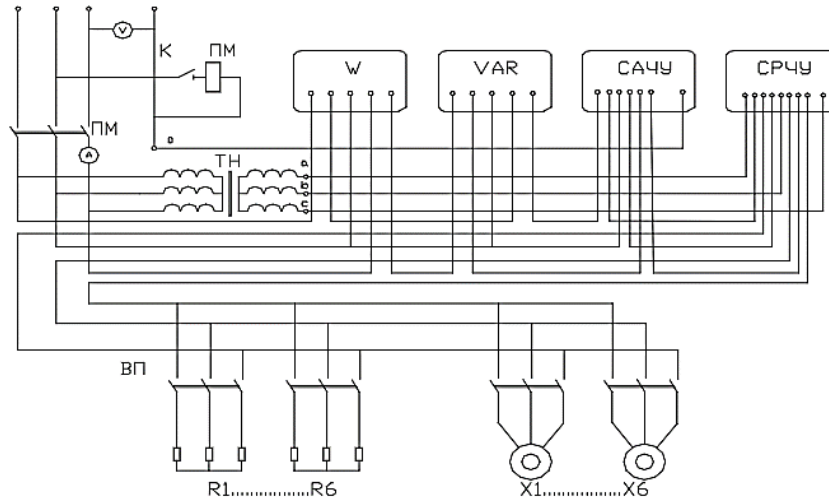 V
К
ПМ
W
VAR
САЧУ
СРЧУ
ПМ
о
A
ТН
a
b
c
ВП
R1.................R6
X1............X6